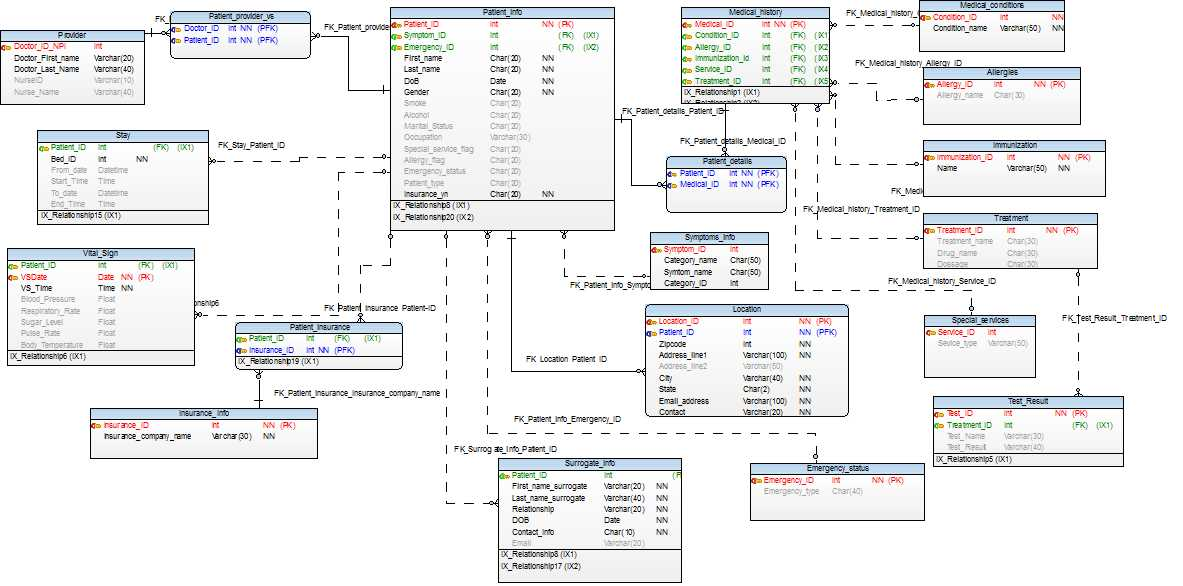 Provider
Doctor_ID_NPI Int
Doctor_First_name Varchar(20)
Doctor_Last_Name Varchar(40)
NurseID Varchar(10)
Nurse_Name Varchar(40)
FK_
Patient_provider_vs
Doctor_ID Int NN (PFK)
Patient_ID Int NN (PFK)
FK_Patient_provide
Patient_Info
Patient_ID Int NN (PK)
Symptom_ID Int (FK) (IX1)
Emergency_ID Int (FK) (IX2)
First_name Char(20) NN
Last_name Char(20) NN
DoB Date NN
Gender Char(20) NN
Smoke Char(20)
Alcohol Char(20)
Marital_Status Char(20)
Occupation Varchar(30)
Special_service_flag Char(20)
Allergy_flag Char(20)
Emergency_status Char(20)
Patient_type Char(20)
Insurance_yn Char(20) NN
IX_Relationship8 (IX1)
IX_Relationship20 (IX2)
Medical_history
Medical_ID Int NN (PK)
Condition_ID Int (FK) (IX1
Allergy_ID Int (FK) (IX2
Immunization_Id Int (FK) (IX3
Service_ID Int (FK) (IX4
Treatment_ID Int (FK) (IX5
IX_Relationship1 (IX1)
IX_Relationship2 (IX2)
FK_Medical_history_
Medical_conditions
Condition_ID Int NN
Condition_name Varchar(50) NN
FK_Medical_history_Allergy_ID
Allergies
Allergy_ID Int NN (PK)
Allergy_name Char(30)
FK_Patient_details_Patient_ID
FK_Patient_details_Medical_ID
Patient_details
Patient_ID Int NN (PFK)
Medical_ID Int NN (PFK)
Immunization
Immunization_ID Int NN (PK)
Name Varchar(50) NN
FK_Medi
FK_Medical_history_Treatment_ID
Treatment
Treatment_ID Int NN (PK)
Treatment_name Char(30)
Drug_name Char(30)
Dossage Char(30)
Stay
Patient_ID Int (FK) (IX1)
Bed_ID Int NN
From_date Datetime
Start_Time Time
To_date Datetime
End_Time Time
IX_Relationship15 (IX1)
FK_Stay_Patient_ID
Vital_Sign
Patient_ID Int (FK) (IX1)
VSDate Date NN (PK)
VS_Time Time NN
Blood_Pressure Float
Respiratory_Rate Float
Sugar_Level Float
Pulse_Rate Float
Body_Temperature Float
IX_Relationship6 (IX1)
nship6
FK_Patient_Insurance_Patient-ID
Patient_Insurance
Patient_ID Int (FK) (IX1)
Insurance_ID Int NN (PFK)
IX_Relationship19 (IX1)
FK_Patient_Insurance_Insurance_company_name
Insurance_Info
Insurance_ID Int NN (PK)
Insurance_company_name Varchar(30) NN
Symptoms_Info
Symptom_ID Int
Category_name Char(50)
Symtom_name Char(50)
Category_ID Int
FK_Patient_Info_Sympto
FK_Medical_history_Service_ID
Location
Location_ID Int NN (PK)
Patient_ID Int NN (PFK)
Zipcode Int NN
Address_line1 Varchar(100) NN
Address_line2 Varchar(50)
City Varchar(40) NN
State Char(2) NN
Email_address Varchar(100) NN
Contact Varchar(20) NN
FK_Location_Patient_ID
Special_services
Service_ID Int
Sevice_type Varchar(50)
FK_Test_Result_Treatment_ID
Test_Result
Test_ID Int NN (PK)
Treatment_ID Int (FK) (IX1)
Test_Name Varchar(30)
Test_Result Varchar(40)
IX_Relationship5 (IX1)
FK_Patient_Info_Emergency_ID
FK_Surrogate_Info_Patient_ID
Surrogate_Info
Patient_ID Int (F
First_name_surrogate Varchar(20) NN
Last_name_surrogate Varchar(40) NN
Relationship Varchar(20) NN
DOB Date NN
Contact_Info Char(10) NN
Email Varchar(20)
IX_Relationship8 (IX1)
IX_Relationship17 (IX2)
Emergency_status
Emergency_ID Int NN (PK)
Emergency_type Char(40)